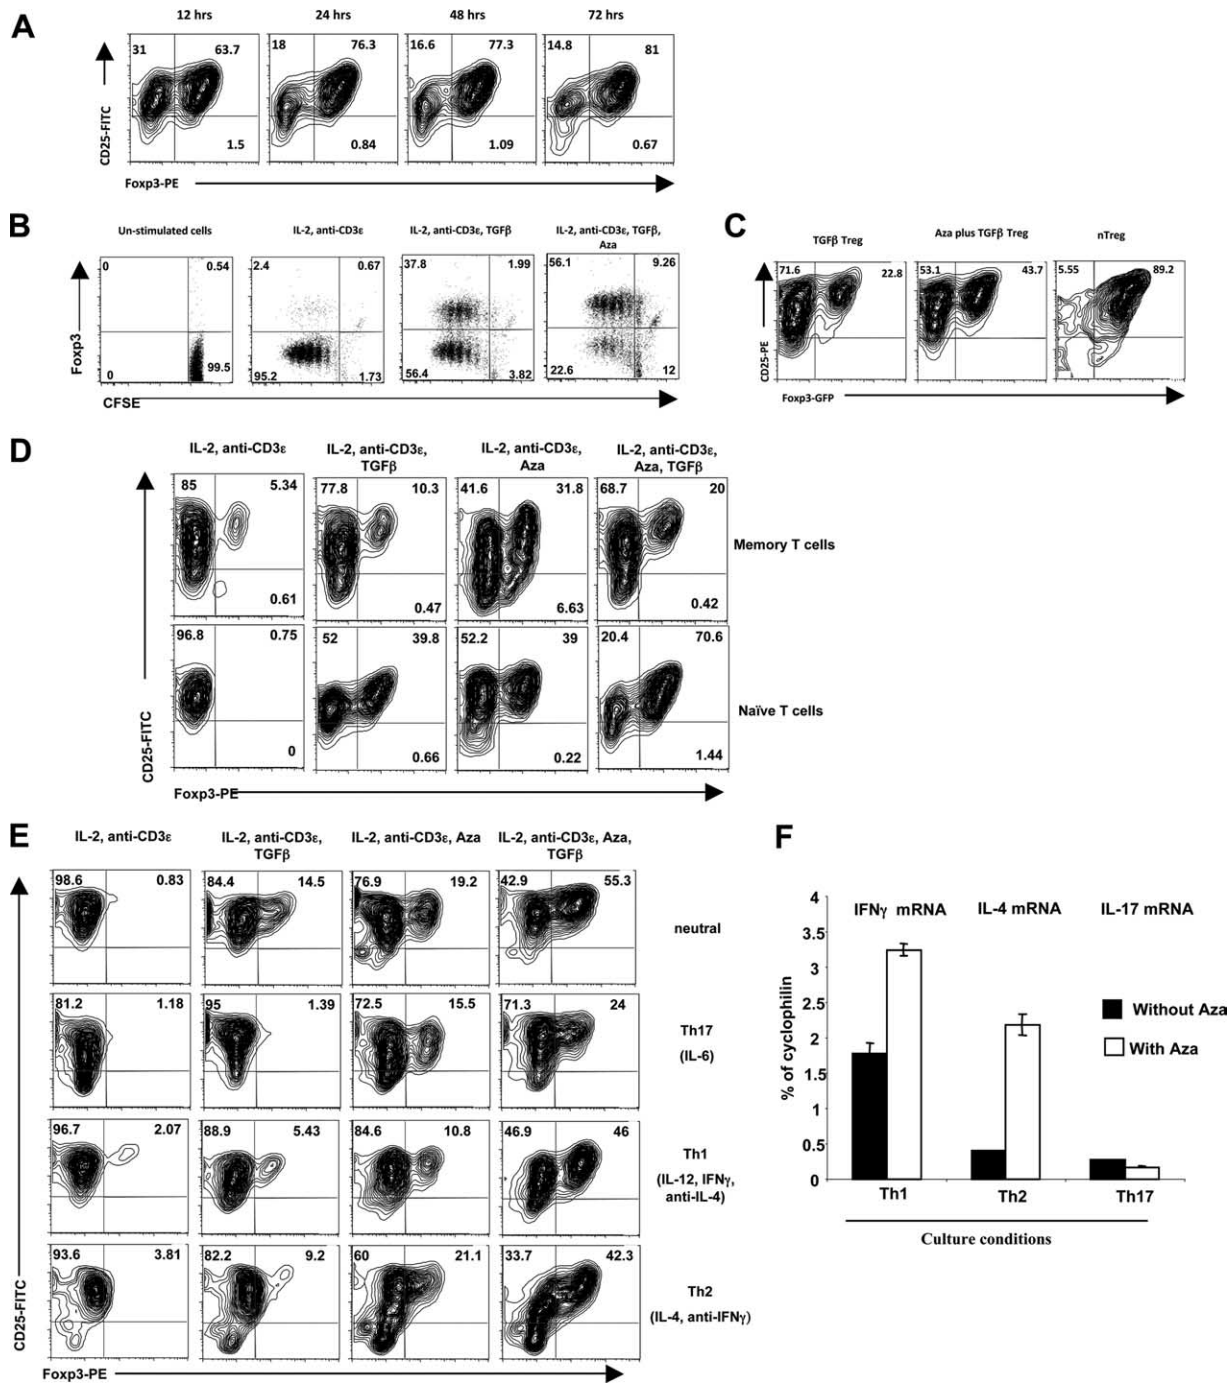 A
12 hrs 24 hrs 48 hrs 72 hrs
31 63.7 18 76.3 16.6 77.3 14.8 81
1.5 0.84 1.09 0.67
CD25-FITC
Foxp3-PE
B
Un-stimulated cells IL-2, anti-CD3ε IL-2, anti-CD3ε, TGFβ IL-2, anti-CD3ε, TGFβ,
Aza
0 0.54 2.4 0.67 37.8 1.99 56.1 9.26
0 99.5 95.2 1.73 56.4 3.82 22.6 12
Foxp3
CFSE
C
TGFβ Treg Aza plus TGFβ Treg nTreg
71.6 22.8 53.1 43.7 5.55 89.2
CD25-PE
Foxp3-GFP
D
IL-2, anti-CD3ε IL-2, anti-CD3ε, IL-2, anti-CD3ε, IL-2, anti-CD3ε,
TGFβ Aza Aza, TGFβ
85 5.34 77.8 10.3 41.6 31.8 68.7 20
Memory T cells
0.61 0.47 6.63 0.42
96.8 0.75 52 39.8 52.2 39 20.4 70.6
Naïve T cells
0 0.66 0.22 1.44
CD25-FITC
Foxp3-PE
E
IL-2, anti-CD3ε IL-2, anti-CD3ε, IL-2, anti-CD3ε, Aza IL-2, anti-CD3ε, Aza,
TGFβ TGFβ
98.6 0.83 84.4 14.5 76.9 19.2 42.9 55.3
neutral
81.2 1.18 95 1.39 72.5 15.5 71.3 24
Th17
(IL-6)
96.7 2.07 88.9 5.43 84.6 10.8 46.9 46
Th1
(IL-12, IFNγ,
anti-IL-4)
93.6 3.81 82.2 9.2 60 21.1 33.7 42.3
Th2
(IL-4, anti-IFNγ)
CD25-FITC
Foxp3-PE
F
IFNγ mRNA IL-4 mRNA IL-17 mRNA
4
3.5
3
2.5
2
1.5
1
0.5
0
% of cyclophilin
Without Aza
With Aza
Th1 Th2 Th17
Culture conditions